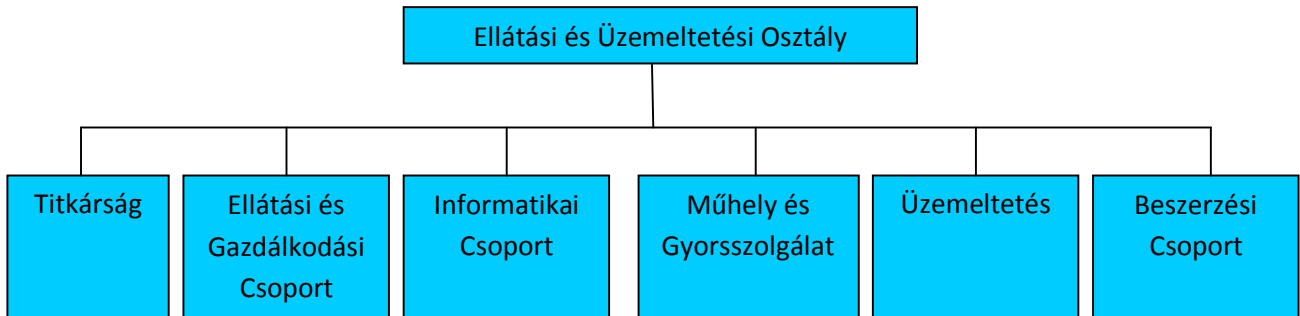 Ellátási és Üzemeltetési Osztály
Titkárság
Ellátási és
Gazdálkodási
Csoport
Informatikai
Csoport
Műhely és
Gyorsszolgálat
Üzemeltetés
Beszerzési
Csoport